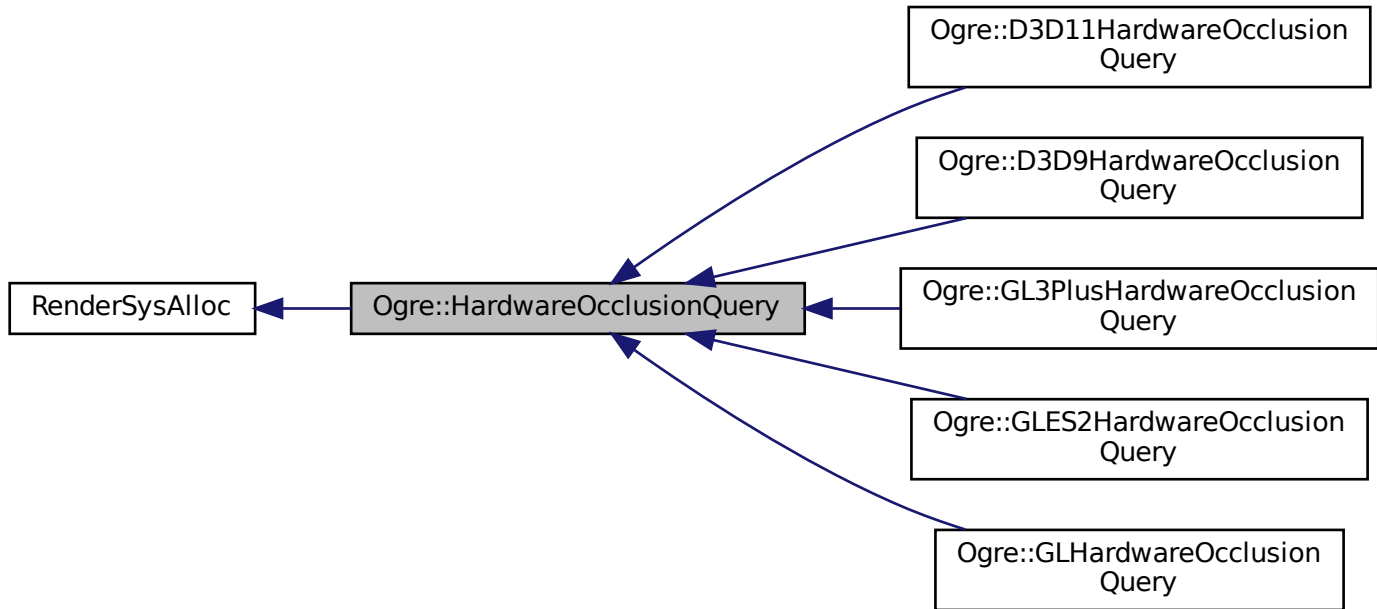 Ogre::D3D11HardwareOcclusion
Query
Ogre::D3D9HardwareOcclusion
Query
RenderSysAlloc
Ogre::HardwareOcclusionQuery
Ogre::GL3PlusHardwareOcclusion
Query
Ogre::GLES2HardwareOcclusion
Query
Ogre::GLHardwareOcclusion
Query